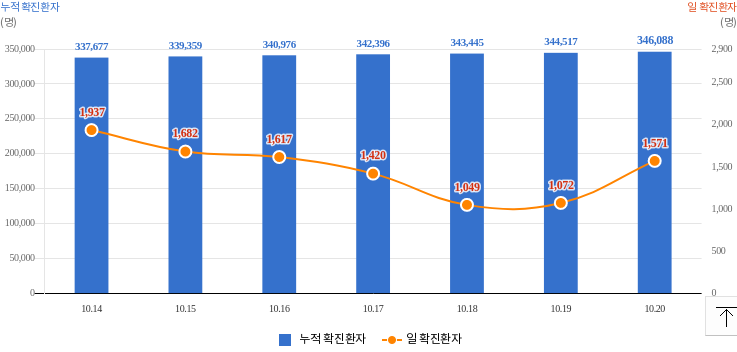 누적 확진환자 일 확진환자
(명) (명)
337,677 339,359 340,976 342,396 343,445 344,517 346,088
350,000 2,900
300,000 2,500
250,000 2,000
200,000 1,500
150,000 1,000
100,000 500
50,000
0 0
1,937 1,682 1,617 1,420 1,049 1,072 1,571
10.14 10.15 10.16 10.17 10.18 10.19 10.20
누적 확진환자 일 확진환자